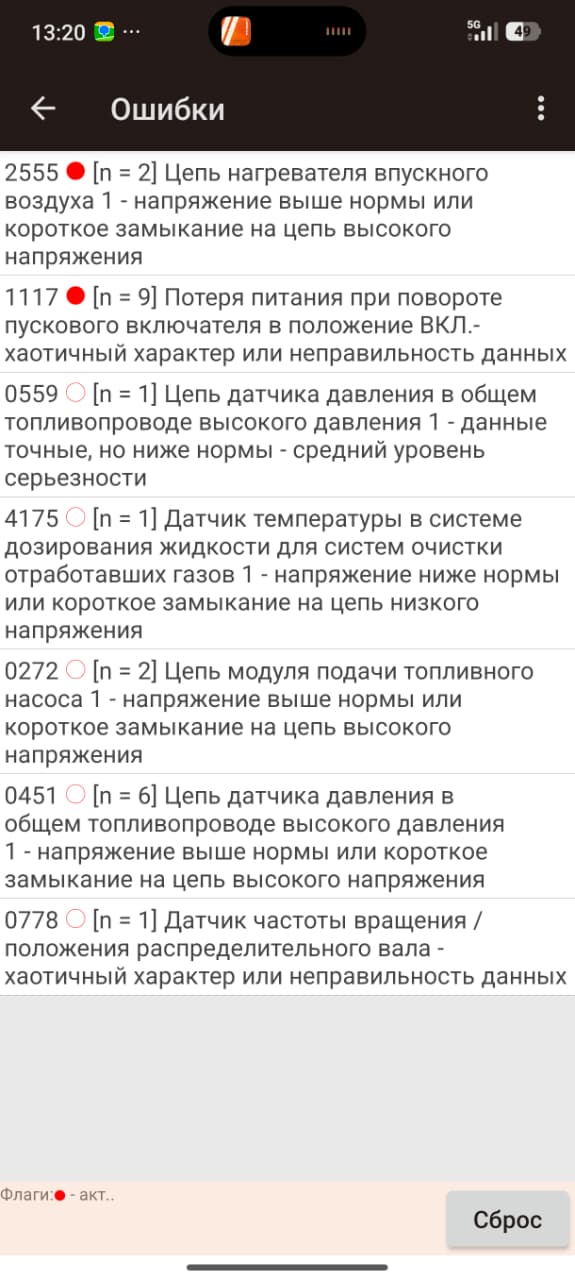 13:20 ...
5G 49
Ошибки
2555 [n = 2] Цепь нагревателя впускного
воздуха 1 - напряжение выше нормы или
короткое замыкание на цепь высокого
напряжения
1117 [n = 9] Потеря питания при повороте
пускового включателя в положение ВКЛ.-
хаотичный характер или неправильность данных
0559 [n = 1] Цепь датчика давления в общем
топливопроводе высокого давления 1 - данные
точные, но ниже нормы - средний уровень
серьезности
4175 [n = 1] Датчик температуры в системе
дозирования жидкости для систем очистки
отработавших газов 1 - напряжение ниже нормы
или короткое замыкание на цепь низкого
напряжения
0272 [n = 2] Цепь модуля подачи топливного
насоса 1 - напряжение выше нормы или
короткое замыкание на цепь высокого
напряжения
0451 [n = 6] Цепь датчика давления в
общем топливопроводе высокого давления
1 - напряжение выше нормы или короткое
замыкание на цепь высокого напряжения
0778 [n = 1] Датчик частоты вращения /
положения распределительного вала -
хаотичный характер или неправильность данных
Флаги: - акт..
Сброс